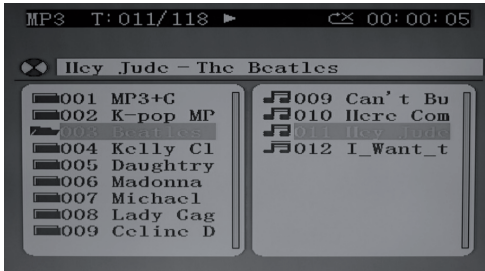 MP3 T:011/118 00:00:05
Hey Jude - The Beatles
001 MP3+G
002 K-pop MP
003 Beatles
004 Kelly Cl
005 Daughtry
006 Madonna
007 Michael
008 Lady Gag
009 Celine D
009 Can't Bu
010 Here Com
011 Hey Jude
012 I_Want_t